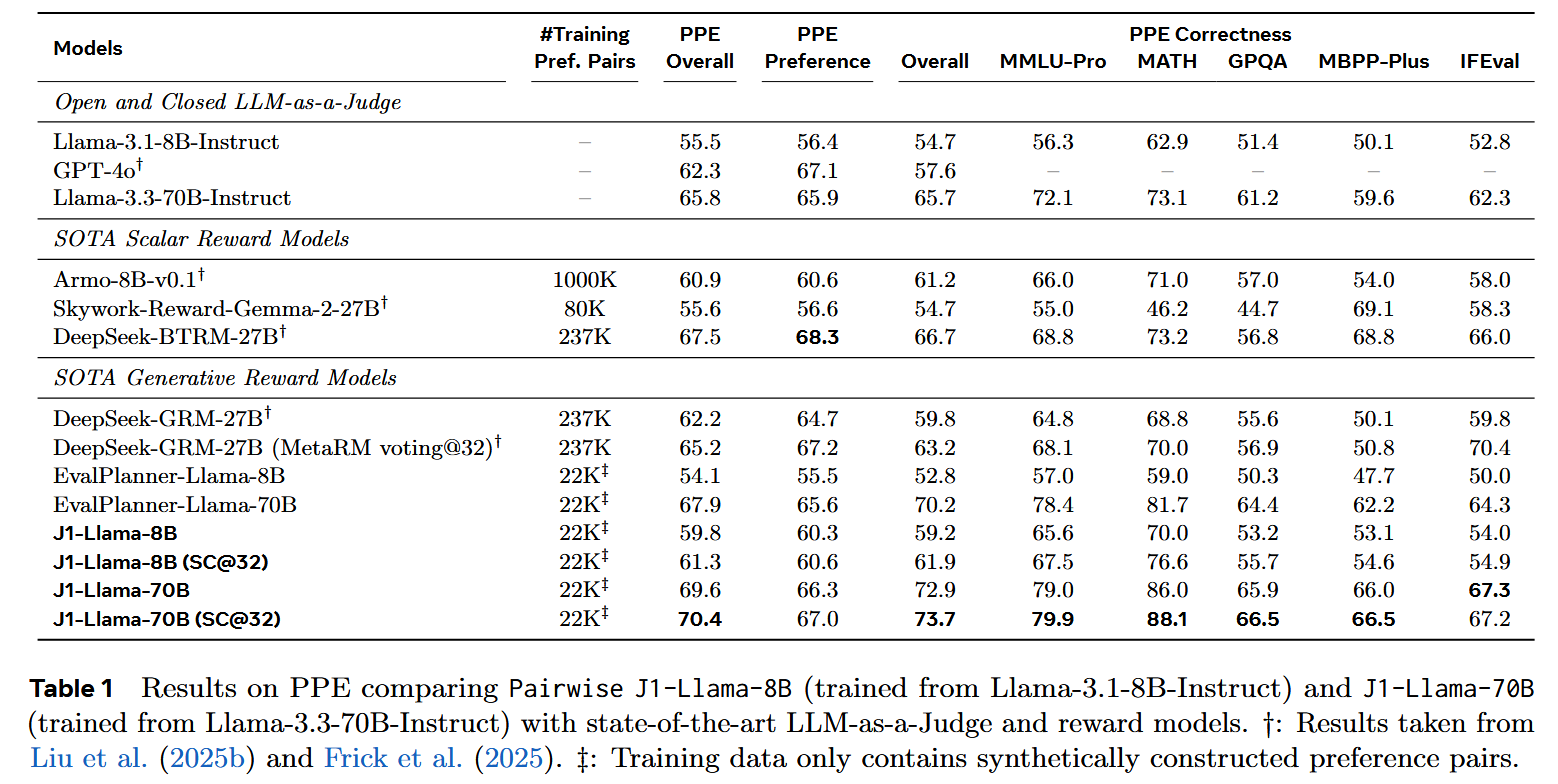 Models #Training Pref. Pairs PPE Overall PPE Preference PPE Correctness
Overall MMLU-Pro MATH GPQA MBPP-Plus IFEval
Open and Closed LLM-as-a-Judge
Llama-3.1-8B-Instruct – 55.5 56.4 54.7 56.3 62.9 51.4 50.1 52.8
GPT-4o† – 62.3 67.1 57.6 – – – – –
Llama-3.3-70B-Instruct – 65.8 65.9 65.7 72.1 73.1 61.2 59.6 62.3
SOTA Scalar Reward Models
Armo-8B-v0.1† 1000K 60.9 60.6 61.2 66.0 71.0 57.0 54.0 58.0
Skywork-Reward-Gemma-2-27B† 80K 55.6 56.6 54.7 55.0 46.2 44.7 69.1 58.3
DeepSeek-BTRM-27B† 237K 67.5 68.3 66.7 68.8 73.2 56.8 68.8 66.0
SOTA Generative Reward Models
DeepSeek-GRM-27B† 237K 62.2 64.7 59.8 64.8 68.8 55.6 50.1 59.8
DeepSeek-GRM-27B (MetaRM voting@32)† 237K 65.2 67.2 63.2 68.1 70.0 56.9 50.8 70.4
EvalPlanner-Llama-8B 22K‡ 54.1 55.5 52.8 57.0 59.0 50.3 47.7 50.0
EvalPlanner-Llama-70B 22K‡ 67.9 65.6 70.2 78.4 81.7 64.4 62.2 64.3
J1-Llama-8B 22K‡ 59.8 60.3 59.2 65.6 70.0 53.2 53.1 54.0
J1-Llama-8B (SC@32) 22K‡ 61.3 60.6 61.9 67.5 76.6 55.7 54.6 54.9
J1-Llama-70B 22K‡ 69.6 66.3 72.9 79.0 86.0 65.9 66.0 67.3
J1-Llama-70B (SC@32) 22K‡ 70.4 67.0 73.7 79.9 88.1 66.5 66.5 67.2
Table 1 Results on PPE comparing Pairwise J1-Llama-8B (trained from Llama-3.1-8B-Instruct) and J1-Llama-70B
(trained from Llama-3.3-70B-Instruct) with state-of-the-art LLM-as-a-Judge and reward models. †: Results taken from
Liu et al. (2025b) and Frick et al. (2025). ‡: Training data only contains synthetically constructed preference pairs.